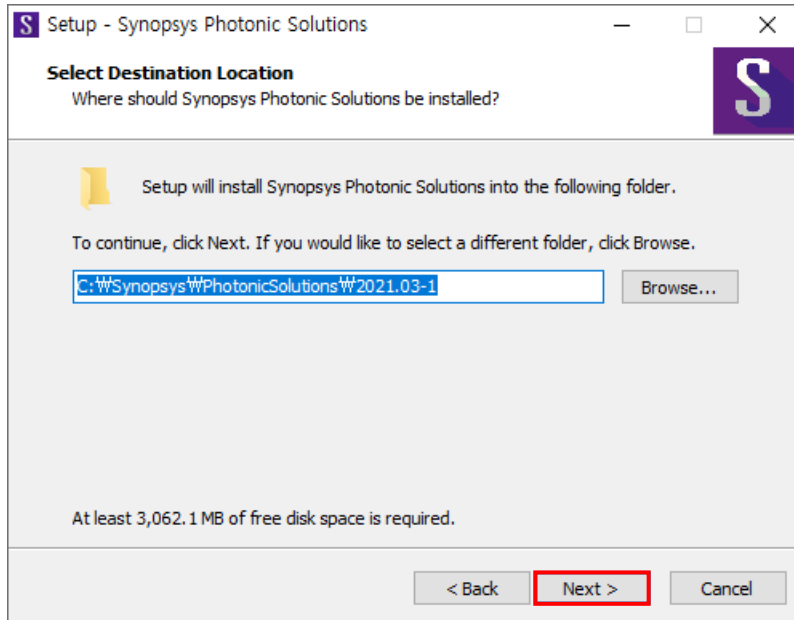 S Setup - Synopsys Photonic Solutions
Select Destination Location
Where should Synopsys Photonic Solutions be installed?
S
Setup will install Synopsys Photonic Solutions into the following folder.
To continue, click Next. If you would like to select a different folder, click Browse.
C:₩Synopsys₩PhotonicSolutions₩2021.03-1 Browse...
At least 3,062.1 MB of free disk space is required.
< Back Next > Cancel